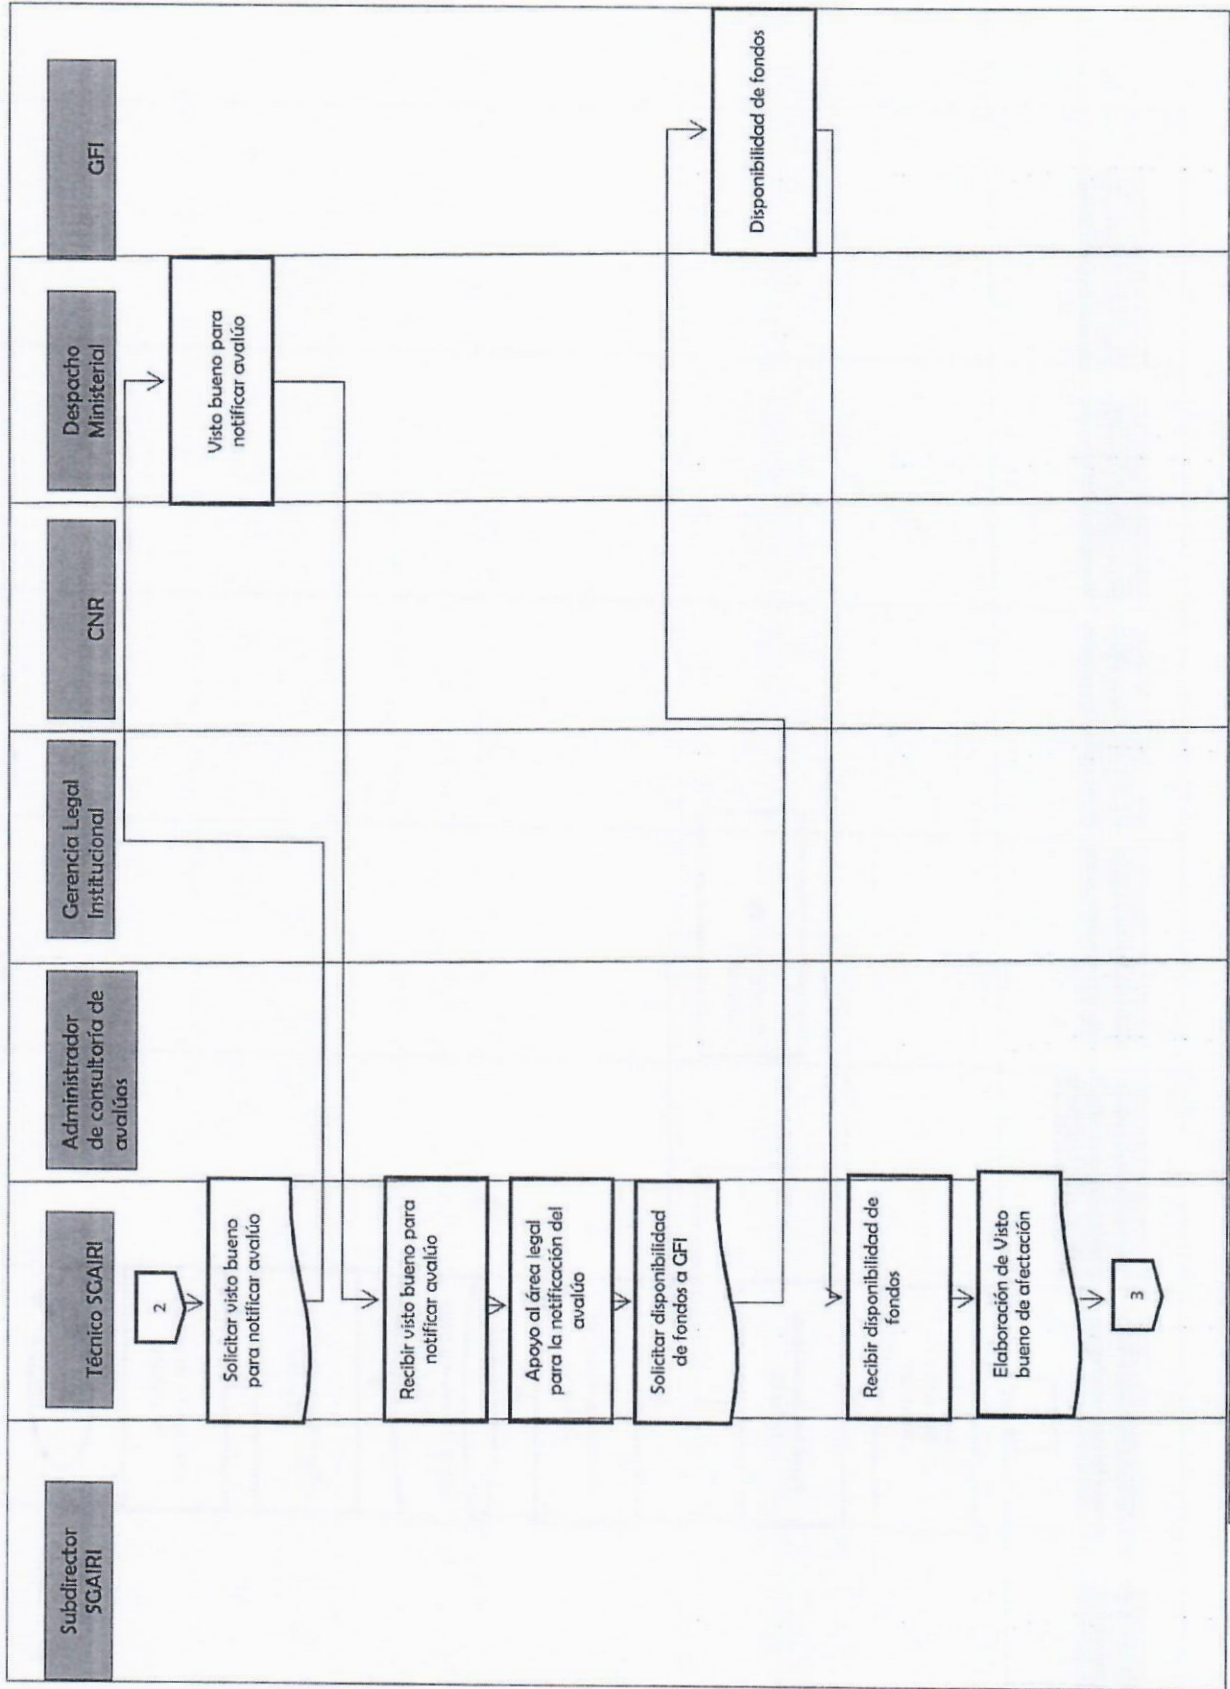 Subdirector
SGAIRI
Técnico SGAIRI
Administrador
de consultoría de
avalúos
Gerencia Legal
Institucional
CNR
Despacho
Ministerial
GFI
2
Solicitar visto bueno
para notificar avalúo
Visto bueno para
notificar avalúo
Recibir visto bueno para
notificar avalúo
Apoyo al área legal
para la notificación del
avalúo
Solicitar disponibilidad
de fondos a GFI
Disponibilidad de fondos
Recibir disponibilidad de
fondos
Elaboración de Visto
bueno de afectación
3